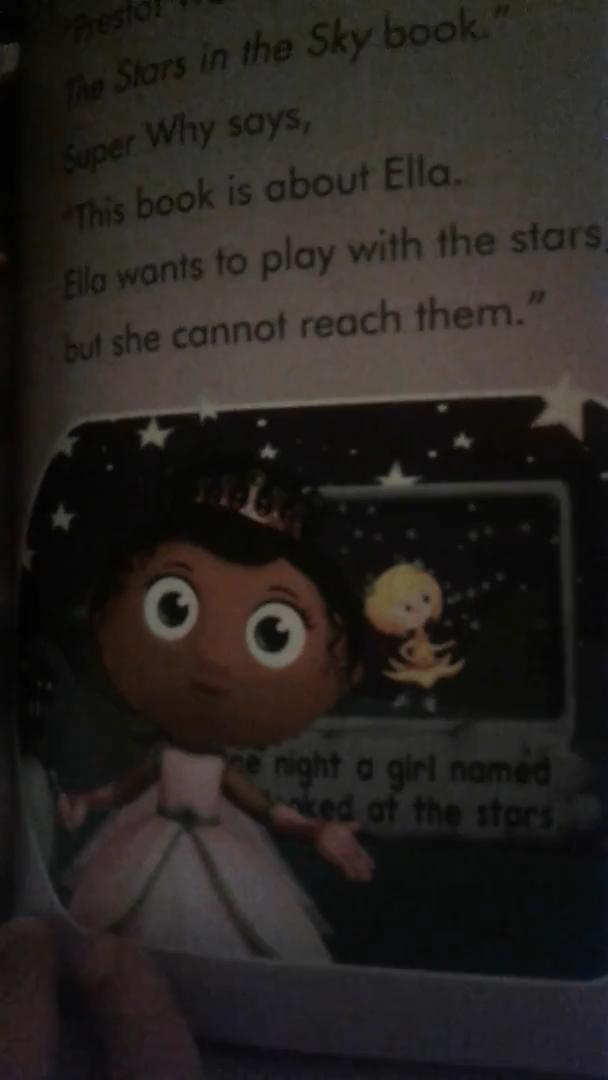 "Presto!
The Stars in the Sky book."
Super Why says,
"This book is about Ella.
Ella wants to play with the stars,
but she cannot reach them."
night a girl named
at the stars